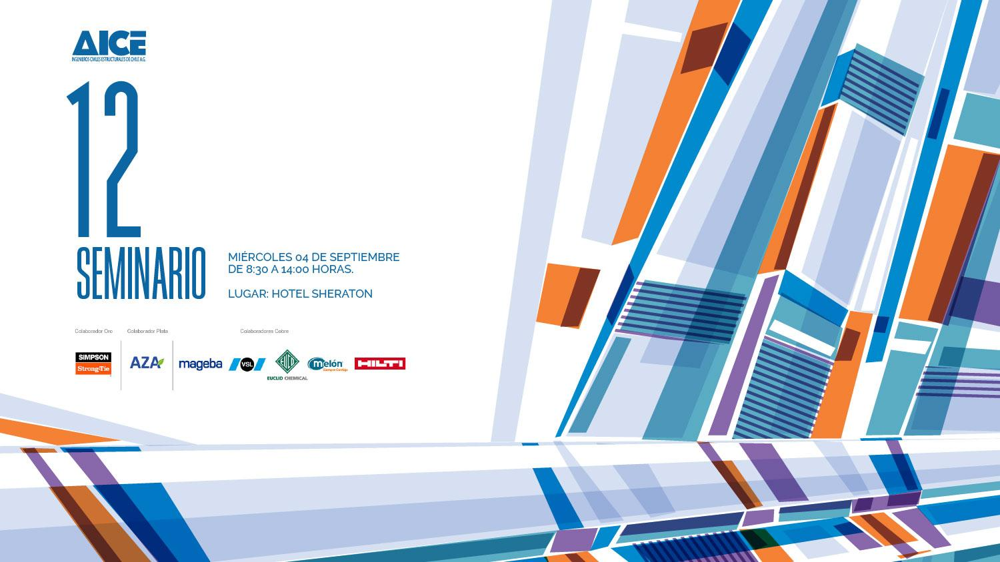 AICE
INGENIEROS CIVILES ESTRUCTURALES DE CHILE A.G.
12
SEMINARIO
MIÉRCOLES 04 DE SEPTIEMBRE
DE 8:30 A 14:00 HORAS.
LUGAR: HOTEL SHERATON
Colaborador Oro
Colaborador Plata
Colaboradores Cobre
SIMPSON
Strong-Tie
AZA
mageba
VSL
EUCLID CHEMICAL
melón
Siempre Contigo
HILTI